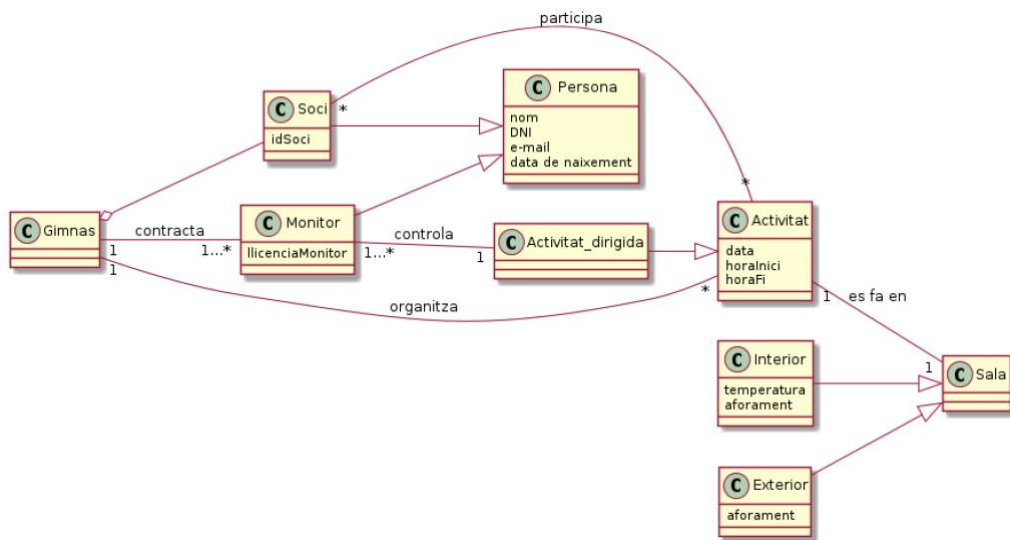 participa
C Persona
nom
DNI
e-mail
data de naixement
C Soci
*
idSoci
*
C Gimnas
contracta
1
1...*
C Monitor
llicenciaMonitor
controla
1...*
1
C Activitat_dirigida
C Activitat
data
horaInici
horaFi
1
organitza
*
1
es fa en
1
C Interior
temperatura
aforament
C Sala
C Exterior
aforament